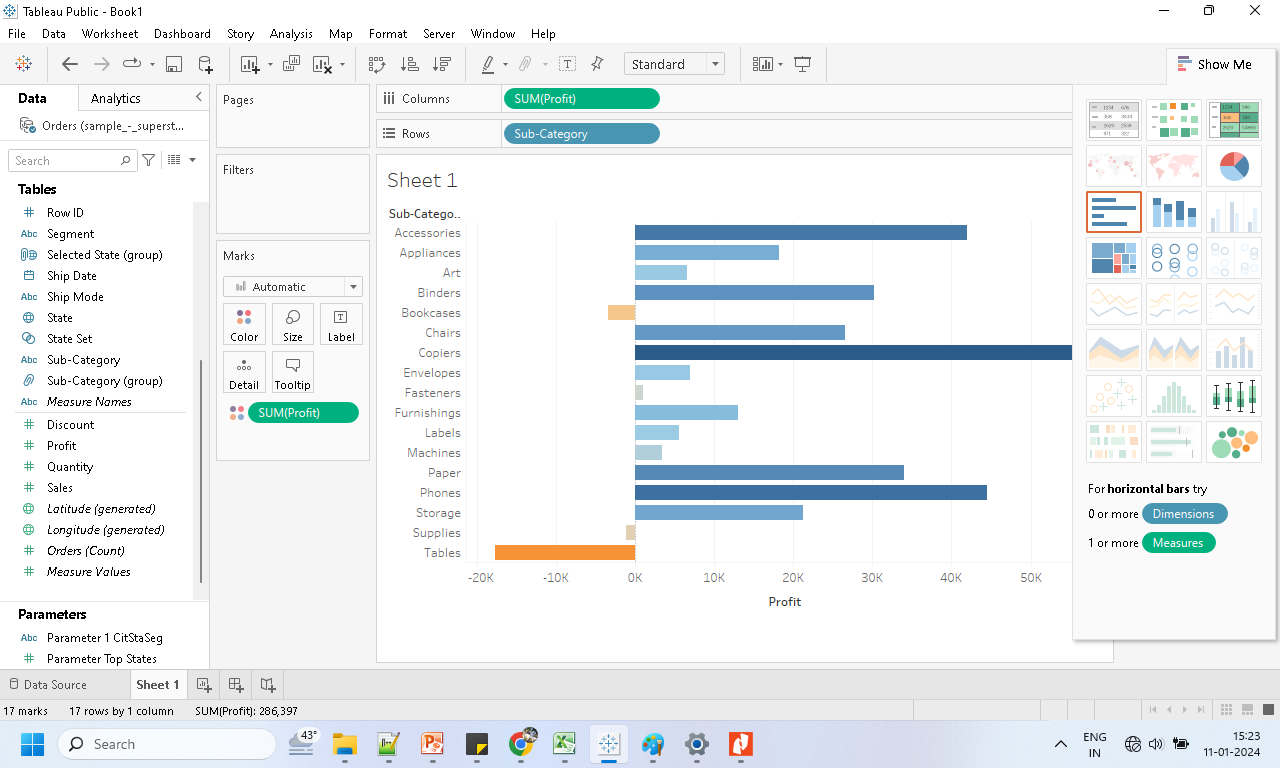 Tableau Public - Book1
File Data Worksheet Dashboard Story Analysis Map Format Server Window Help
Standard
Show Me
Data Analytics
Orders (sample_-_superst...
Search
Tables
Row ID
Abc Segment
Selected State (group)
Ship Date
Abc Ship Mode
State
State Set
Abc Sub-Category
Sub-Category (group)
Abc Measure Names
Discount
Profit
Quantity
Sales
Latitude (generated)
Longitude (generated)
Orders (Count)
Measure Values
Parameters
Abc Parameter 1 CitStaSeg
Parameter Top States
Pages
Filters
Marks
Automatic
Color Size Label
Detail Tooltip
SUM(Profit)
Columns SUM(Profit)
Rows Sub-Category
Sheet 1
Sub-Catego..
Accessories
Appliances
Art
Binders
Bookcases
Chairs
Copiers
Envelopes
Fasteners
Furnishings
Labels
Machines
Paper
Phones
Storage
Supplies
Tables
-20K -10K 0K 10K 20K 30K 40K 50K
Profit
For horizontal bars try
0 or more Dimensions
1 or more Measures
Data Source Sheet 1
17 marks 17 rows by 1 column SUM(Profit): 286,397
Search
43°
ENG
IN
15:23
11-01-2024